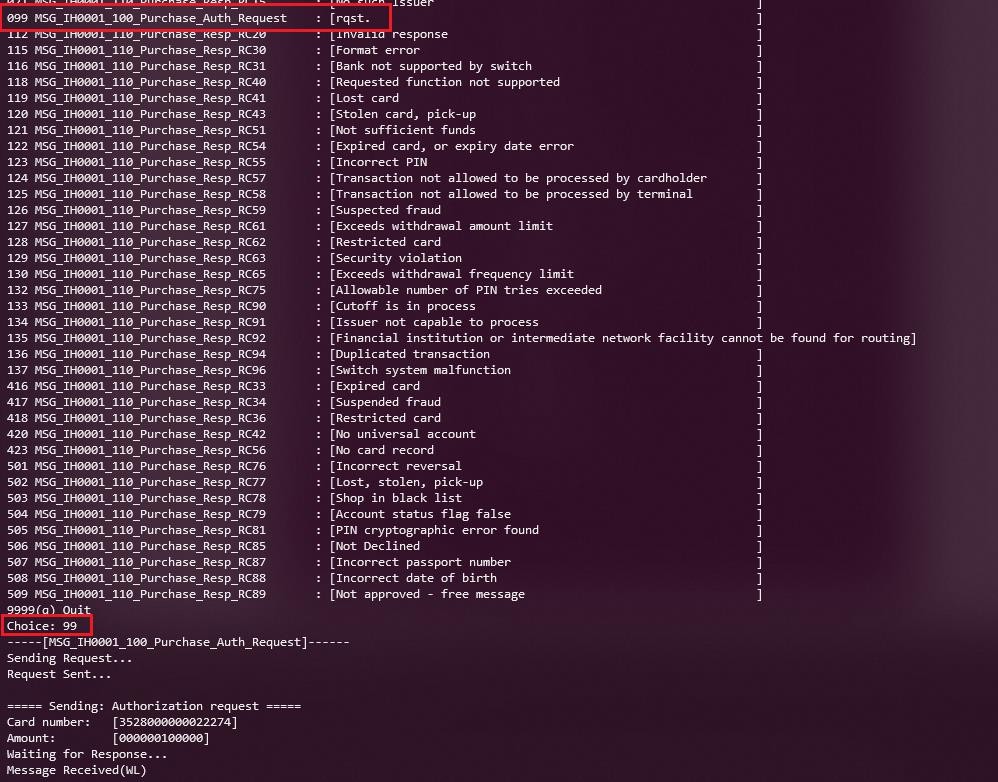 021 MSG_IH0001_110_Purchase_Resp_RC15 : [No such issuer ]
099 MSG_IH0001_100_Purchase_Auth_Request : [rqst. ]
112 MSG_IH0001_110_Purchase_Resp_RC20 : [Invalid response ]
115 MSG_IH0001_110_Purchase_Resp_RC30 : [Format error ]
116 MSG_IH0001_110_Purchase_Resp_RC31 : [Bank not supported by switch ]
118 MSG_IH0001_110_Purchase_Resp_RC40 : [Requested function not supported ]
119 MSG_IH0001_110_Purchase_Resp_RC41 : [Lost card ]
120 MSG_IH0001_110_Purchase_Resp_RC43 : [Stolen card, pick-up ]
121 MSG_IH0001_110_Purchase_Resp_RC51 : [Not sufficient funds ]
122 MSG_IH0001_110_Purchase_Resp_RC54 : [Expired card, or expiry date error ]
123 MSG_IH0001_110_Purchase_Resp_RC55 : [Incorrect PIN ]
124 MSG_IH0001_110_Purchase_Resp_RC57 : [Transaction not allowed to be processed by cardholder ]
125 MSG_IH0001_110_Purchase_Resp_RC58 : [Transaction not allowed to be processed by terminal ]
126 MSG_IH0001_110_Purchase_Resp_RC59 : [Suspected fraud ]
127 MSG_IH0001_110_Purchase_Resp_RC61 : [Exceeds withdrawal amount limit ]
128 MSG_IH0001_110_Purchase_Resp_RC62 : [Restricted card ]
129 MSG_IH0001_110_Purchase_Resp_RC63 : [Security violation ]
130 MSG_IH0001_110_Purchase_Resp_RC65 : [Exceeds withdrawal frequency limit ]
132 MSG_IH0001_110_Purchase_Resp_RC75 : [Allowable number of PIN tries exceeded ]
133 MSG_IH0001_110_Purchase_Resp_RC90 : [Cutoff is in process ]
134 MSG_IH0001_110_Purchase_Resp_RC91 : [Issuer not capable to process ]
135 MSG_IH0001_110_Purchase_Resp_RC92 : [Financial institution or intermediate network facility cannot be found for routing]
136 MSG_IH0001_110_Purchase_Resp_RC94 : [Duplicated transaction ]
137 MSG_IH0001_110_Purchase_Resp_RC96 : [Switch system malfunction ]
416 MSG_IH0001_110_Purchase_Resp_RC33 : [Expired card ]
417 MSG_IH0001_110_Purchase_Resp_RC34 : [Suspended fraud ]
418 MSG_IH0001_110_Purchase_Resp_RC36 : [Restricted card ]
420 MSG_IH0001_110_Purchase_Resp_RC42 : [No universal account ]
423 MSG_IH0001_110_Purchase_Resp_RC56 : [No card record ]
501 MSG_IH0001_110_Purchase_Resp_RC76 : [Incorrect reversal ]
502 MSG_IH0001_110_Purchase_Resp_RC77 : [Lost, stolen, pick-up ]
503 MSG_IH0001_110_Purchase_Resp_RC78 : [Shop in black list ]
504 MSG_IH0001_110_Purchase_Resp_RC79 : [Account status flag false ]
505 MSG_IH0001_110_Purchase_Resp_RC81 : [PIN cryptographic error found ]
506 MSG_IH0001_110_Purchase_Resp_RC85 : [Not Declined ]
507 MSG_IH0001_110_Purchase_Resp_RC87 : [Incorrect passport number ]
508 MSG_IH0001_110_Purchase_Resp_RC88 : [Incorrect date of birth ]
509 MSG_IH0001_110_Purchase_Resp_RC89 : [Not approved - free message ]
9999(q) Quit
Choice: 99
-----[MSG_IH0001_100_Purchase_Auth_Request]------
Sending Request...
Request Sent...
===== Sending: Authorization request =====
Card number: [3528000000022274]
Amount: [000000100000]
Waiting for Response...
Message Received(WL)